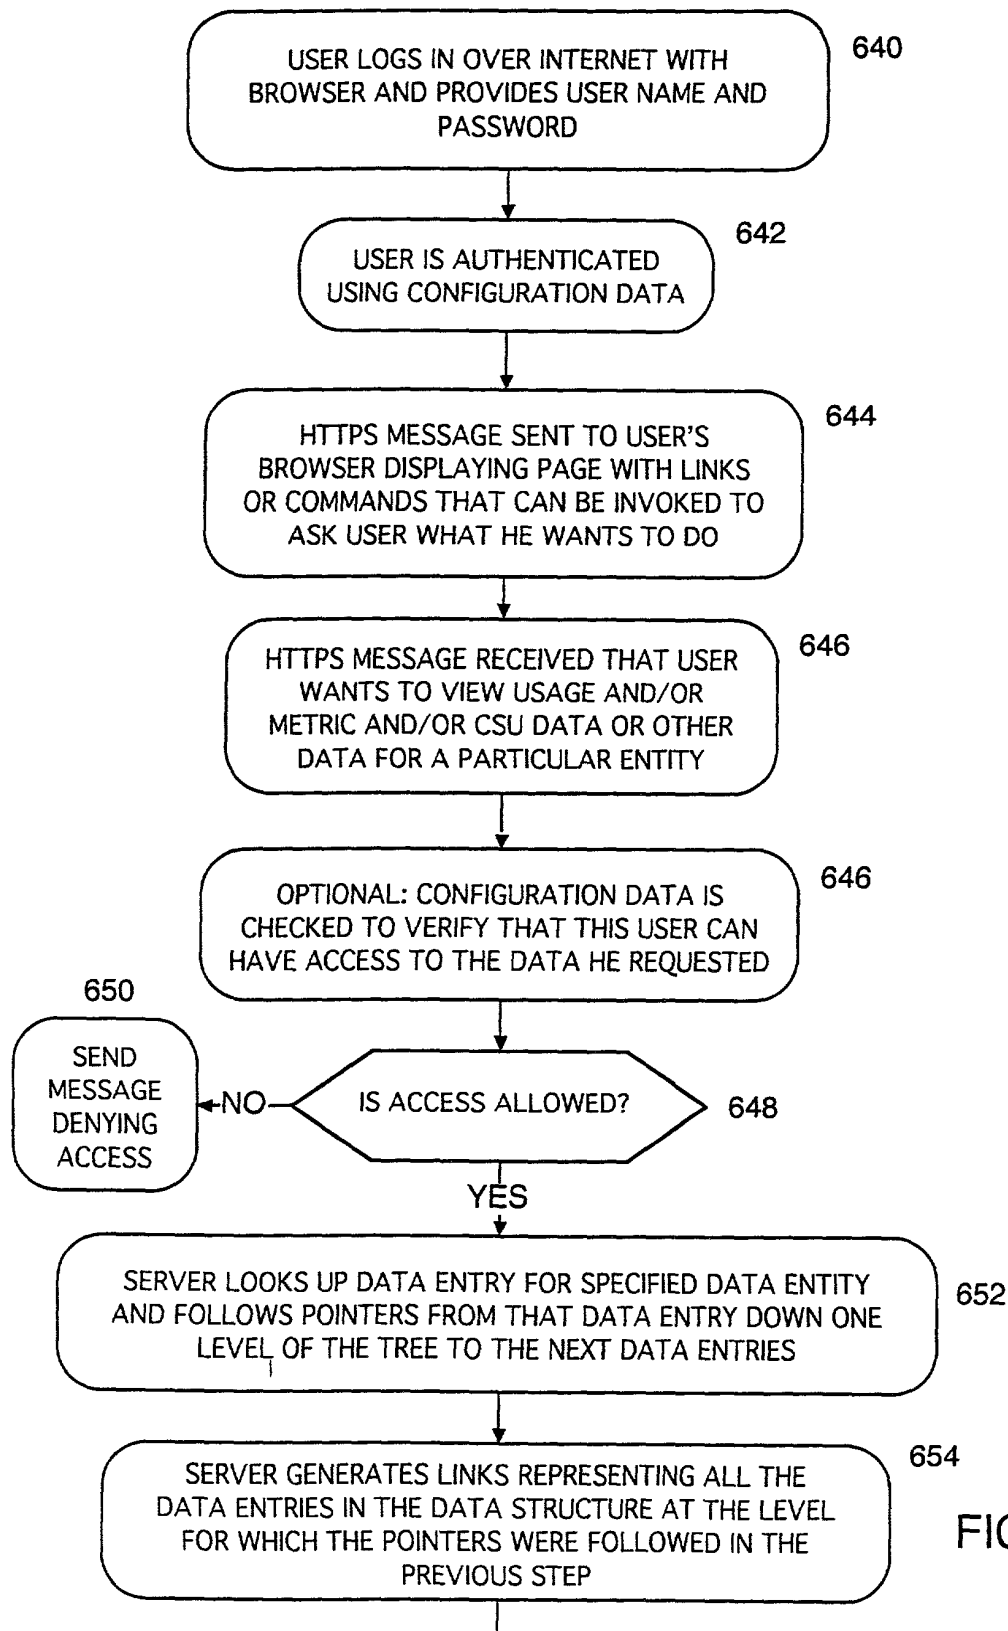 USER LOGS IN OVER INTERNET WITH
BROWSER AND PROVIDES USER NAME AND
PASSWORD
640
USER IS AUTHENTICATED
USING CONFIGURATION DATA
642
HTTPS MESSAGE SENT TO USER'S
BROWSER DISPLAYING PAGE WITH LINKS
OR COMMANDS THAT CAN BE INVOKED TO
ASK USER WHAT HE WANTS TO DO
644
HTTPS MESSAGE RECEIVED THAT USER
WANTS TO VIEW USAGE AND/OR
METRIC AND/OR CSU DATA OR OTHER
DATA FOR A PARTICULAR ENTITY
646
OPTIONAL: CONFIGURATION DATA IS
CHECKED TO VERIFY THAT THIS USER CAN
HAVE ACCESS TO THE DATA HE REQUESTED
646
650
SEND
MESSAGE
DENYING
ACCESS
NO
IS ACCESS ALLOWED?
648
YES
SERVER LOOKS UP DATA ENTRY FOR SPECIFIED DATA ENTITY
AND FOLLOWS POINTERS FROM THAT DATA ENTRY DOWN ONE
LEVEL OF THE TREE TO THE NEXT DATA ENTRIES
652
SERVER GENERATES LINKS REPRESENTING ALL THE
DATA ENTRIES IN THE DATA STRUCTURE AT THE LEVEL
FOR WHICH THE POINTERS WERE FOLLOWED IN THE
PREVIOUS STEP
654